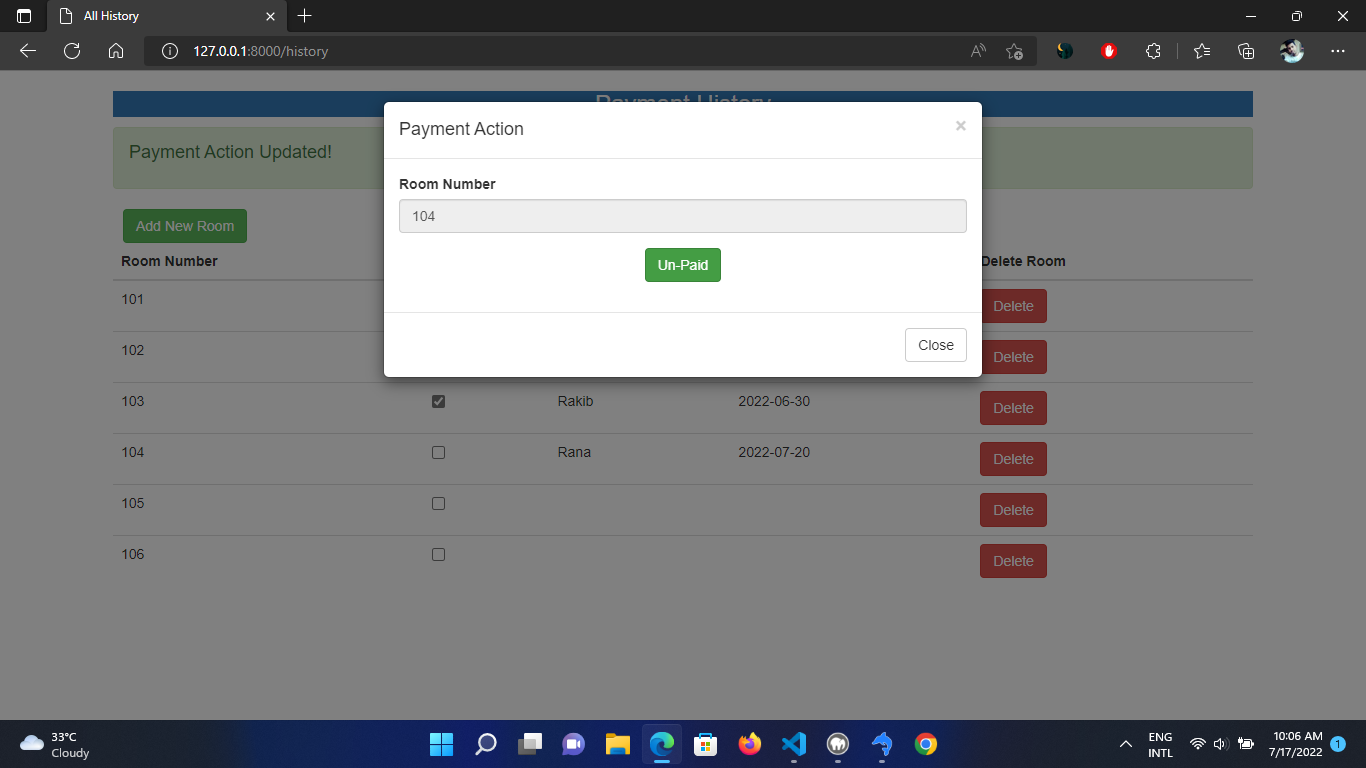 All History
127.0.0.1:8000/history
Payment History
Payment Action
Payment Action Updated!
Room Number
104
Add New Room
Un-Paid
Room Number
Delete Room
101
Delete
Close
102
Delete
103 Rakib 2022-06-30
Delete
104 Rana 2022-07-20
Delete
105
Delete
106
Delete
33°C
Cloudy
ENG
INTL
10:06 AM
7/17/2022
1